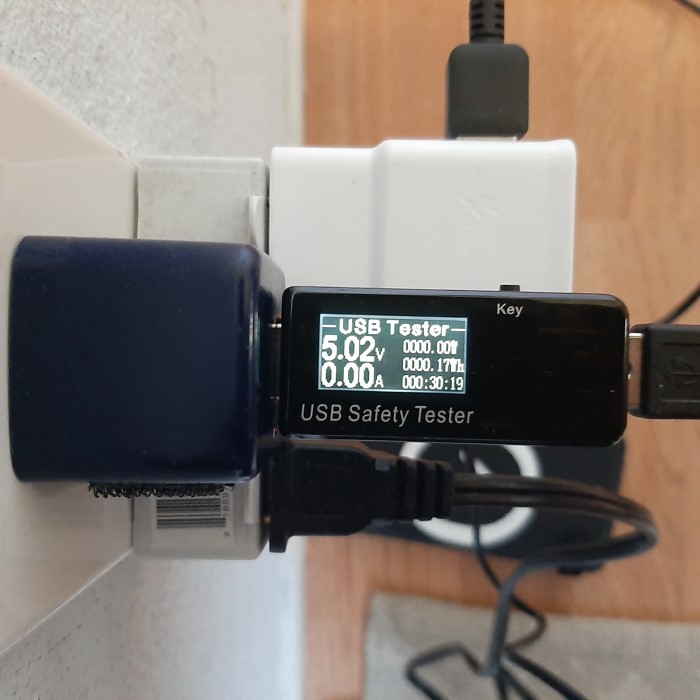 Key
USB Tester
5.02V 0000.00W
0000.17Wh
0.00A 000:30:19
USB Safety Tester